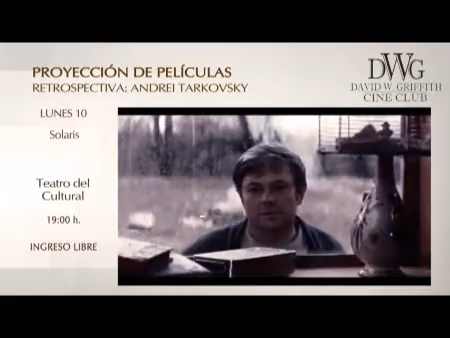 PROYECCIÓN DE PELÍCULAS
RETROSPECTIVA: ANDREI TARKOVSKY
DWG
DAVID W. GRIFFITH
CINE CLUB
LUNES 10
Solaris
Teatro del
Cultural
19:00 h.
INGRESO LIBRE